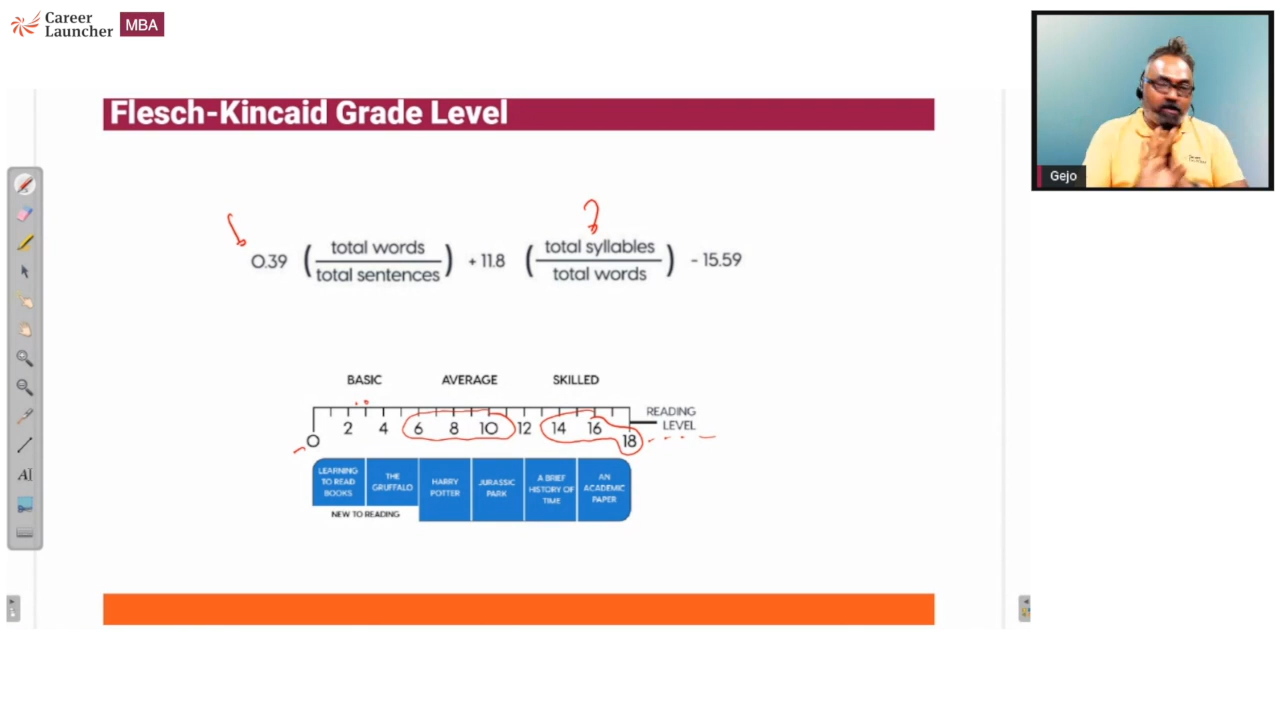 Career
Launcher
MBA
Flesch-Kincaid Grade Level
0.39 ( total words / total sentences ) + 11.8 ( total syllables / total words ) - 15.59
BASIC AVERAGE SKILLED
0 2 4 6 8 10 12 14 16 18
READING
LEVEL
LEARNING
TO READ
BOOKS
THE
GRUFFALO
HARRY
POTTER
JURASSIC
PARK
A BRIEF
HISTORY OF
TIME
AN
ACADEMIC
PAPER
NEW TO READING
AI
Gejo